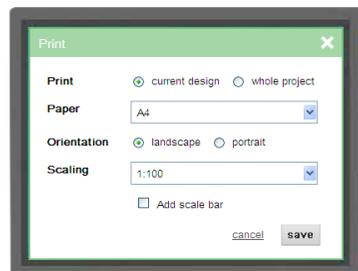 Print
Print current design whole project
Paper A4
Orientation landscape portrait
Scaling 1:100
Add scale bar
cancel save